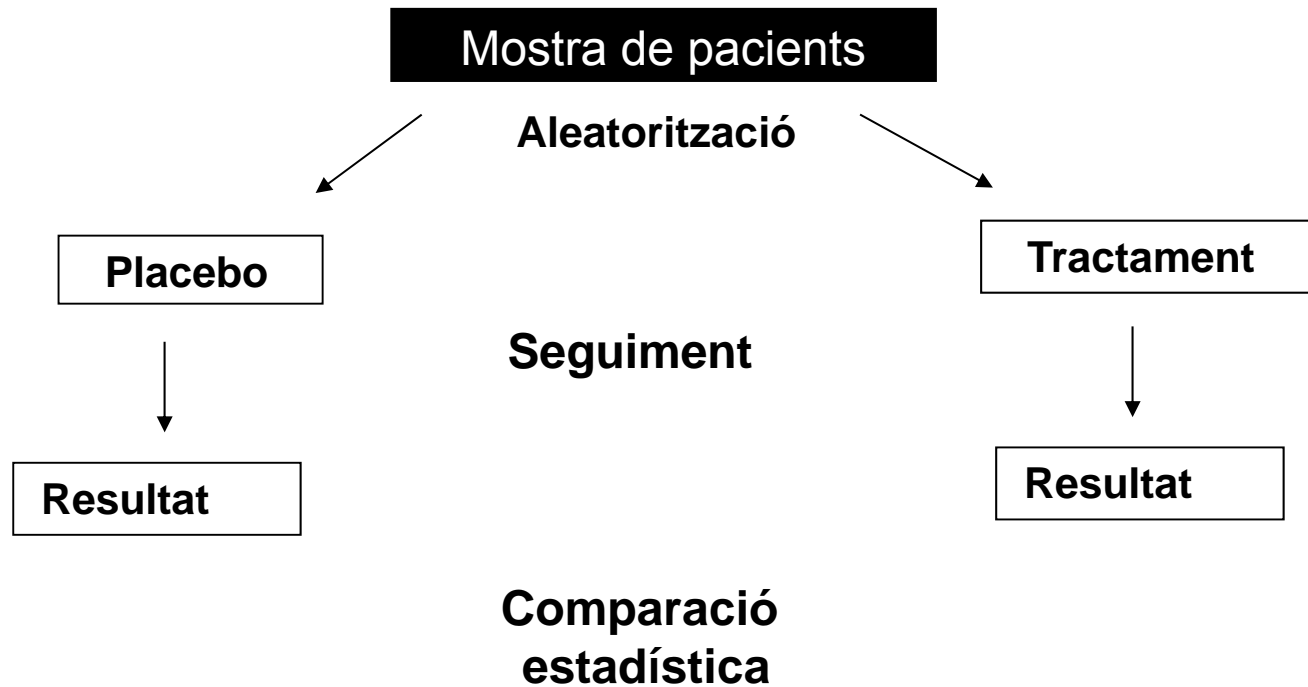 Mostra de pacients
Aleatorització
Placebo
Tractament
Seguiment
Resultat
Resultat
Comparació
estadística